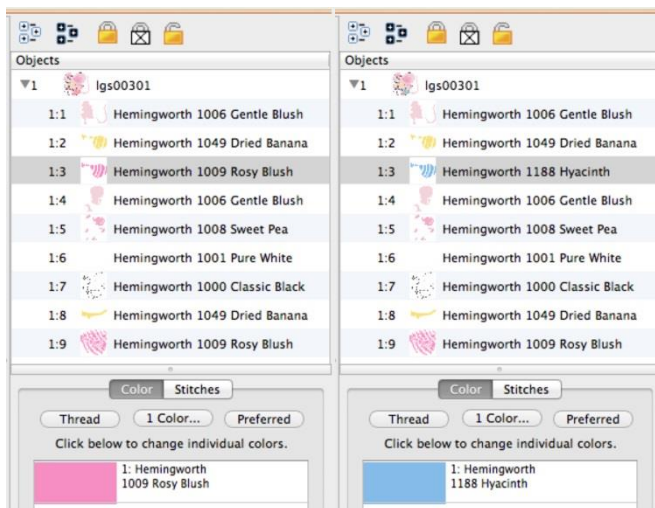 Objects
1 lgs00301
1:1 Hemingworth 1006 Gentle Blush
1:2 Hemingworth 1049 Dried Banana
1:3 Hemingworth 1009 Rosy Blush
1:4 Hemingworth 1006 Gentle Blush
1:5 Hemingworth 1008 Sweet Pea
1:6 Hemingworth 1001 Pure White
1:7 Hemingworth 1000 Classic Black
1:8 Hemingworth 1049 Dried Banana
1:9 Hemingworth 1009 Rosy Blush
Color Stitches
Thread 1 Color... Preferred
Click below to change individual colors.
1: Hemingworth
1009 Rosy Blush
Objects
1 lgs00301
1:1 Hemingworth 1006 Gentle Blush
1:2 Hemingworth 1049 Dried Banana
1:3 Hemingworth 1188 Hyacinth
1:4 Hemingworth 1006 Gentle Blush
1:5 Hemingworth 1008 Sweet Pea
1:6 Hemingworth 1001 Pure White
1:7 Hemingworth 1000 Classic Black
1:8 Hemingworth 1049 Dried Banana
1:9 Hemingworth 1009 Rosy Blush
Color Stitches
Thread 1 Color... Preferred
Click below to change individual colors.
1: Hemingworth
1188 Hyacinth